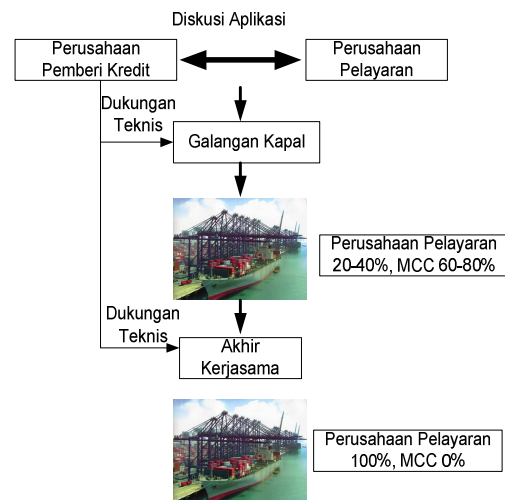 Diskusi Aplikasi
Perusahaan
Pemberi Kredit
Perusahaan
Pelayaran
Dukungan
Teknis
Galangan Kapal
Perusahaan Pelayaran
20-40%, MCC 60-80%
Dukungan
Teknis
Akhir
Kerjasama
Perusahaan Pelayaran
100%, MCC 0%